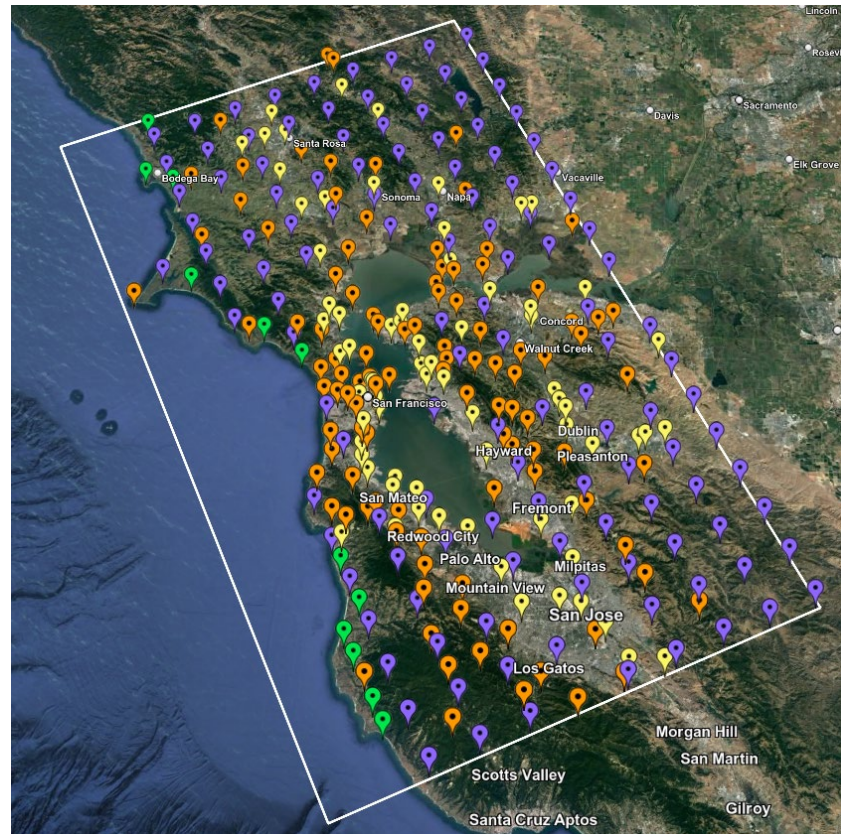 Lincoln
Rosevi
Davis
Sacramento
Elk Grove
Santa Rosa
Vacaville
Bodega Bay
Sonoma
Napa
Concord
Walnut Creek
San Francisco
Dublin
Hayward
Pleasanton
San Mateo
Fremont
Redwood City
Palo Alto
Milpitas
Mountain View
San Jose
Los Gatos
Morgan Hill
San Martin
Scotts Valley
Gilroy
Santa Cruz Aptos